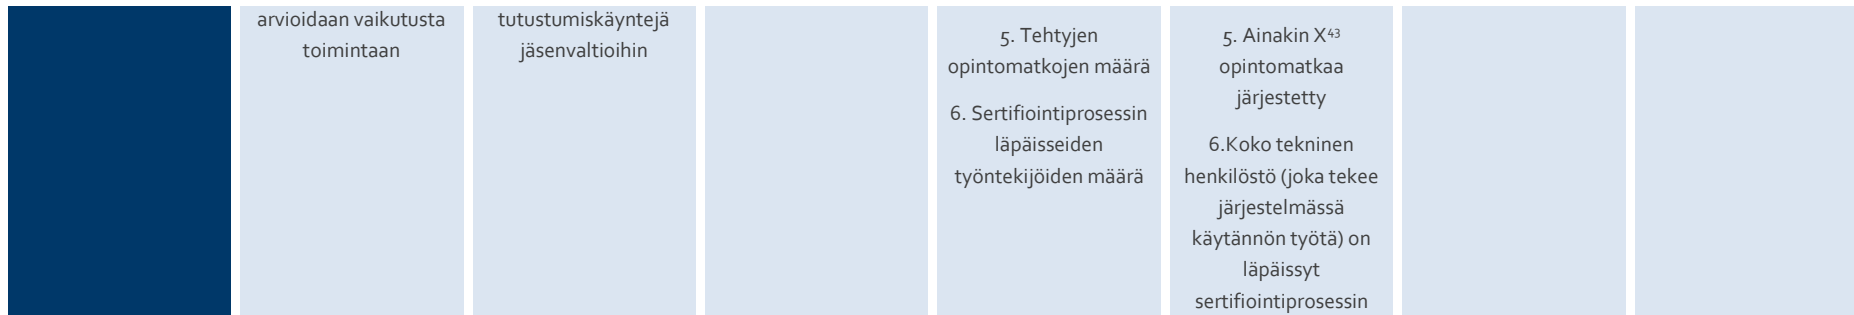 arvioidaan vaikutusta
toimintaan
tutustumiskäyntejä
jäsenvaltioihin
5. Tehtyjen
opintomatkojen määrä
6. Sertifiointiprosessin
läpäisseiden
työntekijöiden määrä
5. Ainakin X⁴³
opintomatkaa
järjestetty
6.Koko tekninen
henkilöstö (joka tekee
järjestelmässä
käytännön työtä) on
läpäissyt
sertifiointiprosessin